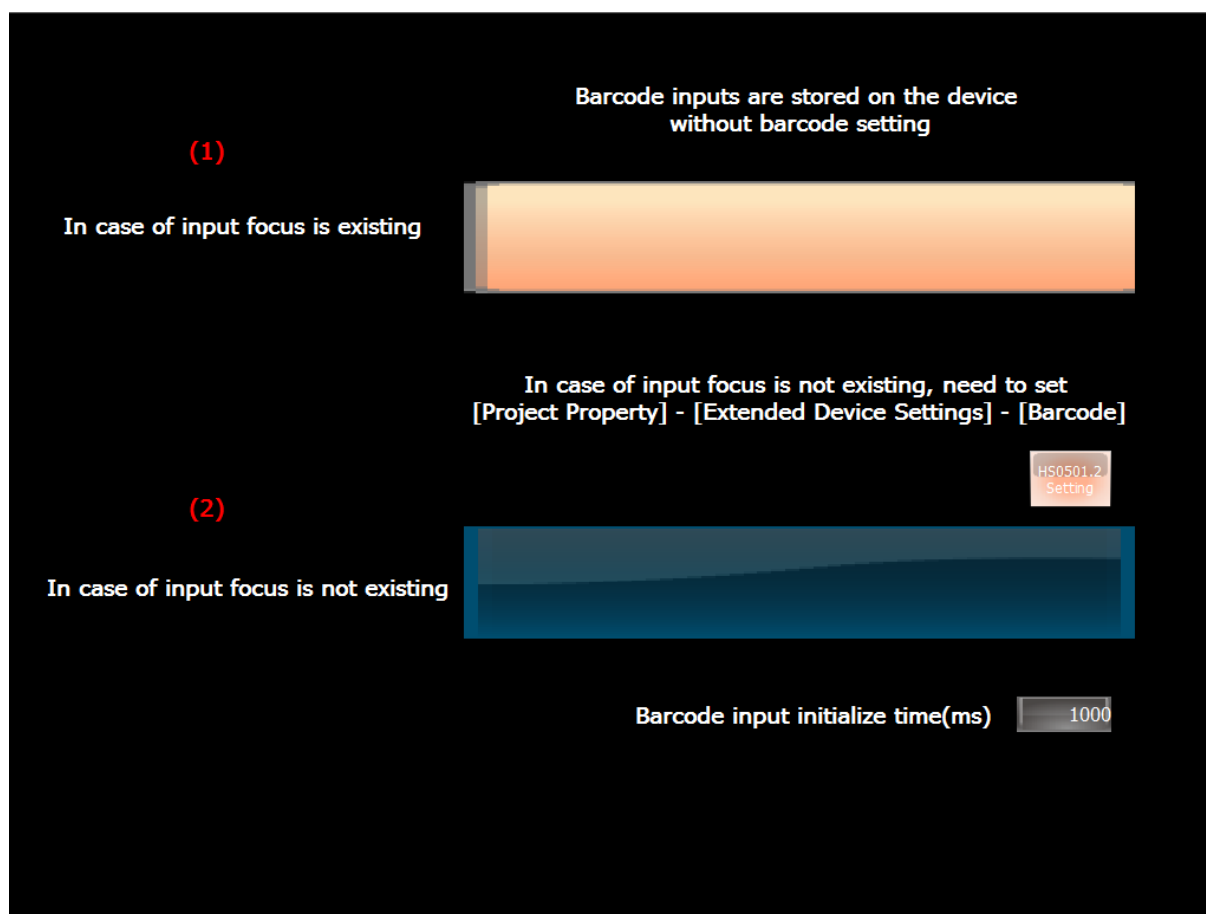 Barcode inputs are stored on the device
without barcode setting
(1)
In case of input focus is existing
In case of input focus is not existing, need to set
[Project Property] - [Extended Device Settings] - [Barcode]
HS0501.2
Setting
(2)
In case of input focus is not existing
Barcode input initialize time(ms)
1000